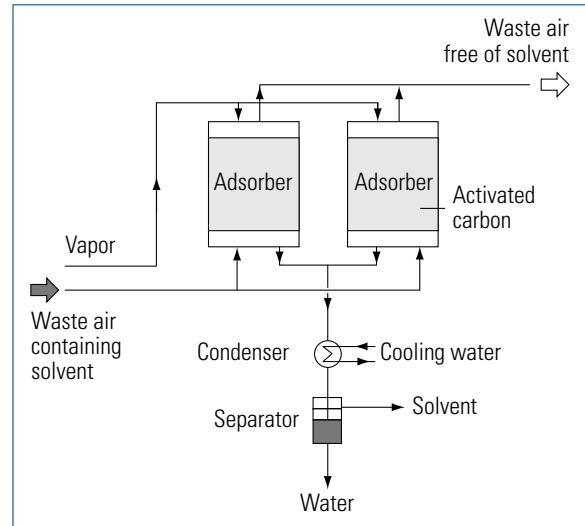 Waste air
free of solvent
Adsorber
Adsorber
Activated
carbon
Vapor
Waste air
containing
solvent
Condenser
Cooling water
Separator
Solvent
Water